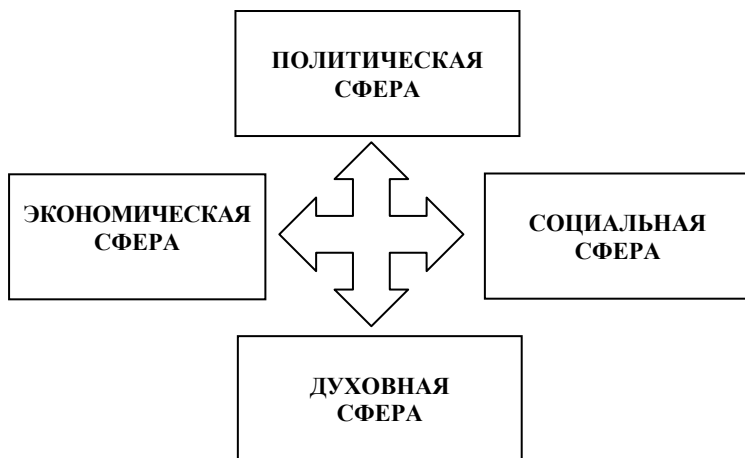 ПОЛИТИЧЕСКАЯ
СФЕРА
ЭКОНОМИЧЕСКАЯ
СФЕРА
СОЦИАЛЬНАЯ
СФЕРА
ДУХОВНАЯ
СФЕРА